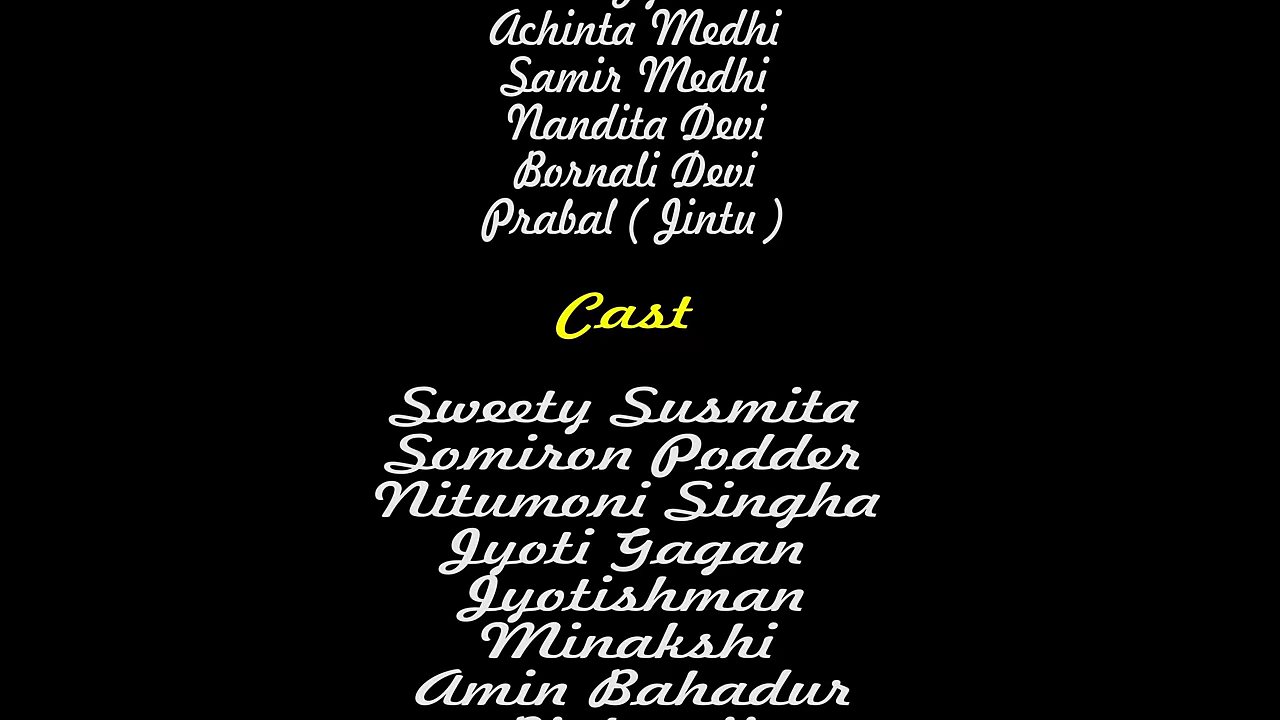 Achinta Medhi
Samir Medhi
Nandita Devi
Bornali Devi
Prabal ( Jintu )
Cast
Sweety Susmita
Somiron Podder
Nitumoni Singha
Jyoti Gagan
Jyotishman
Minakshi
Amin Bahadur